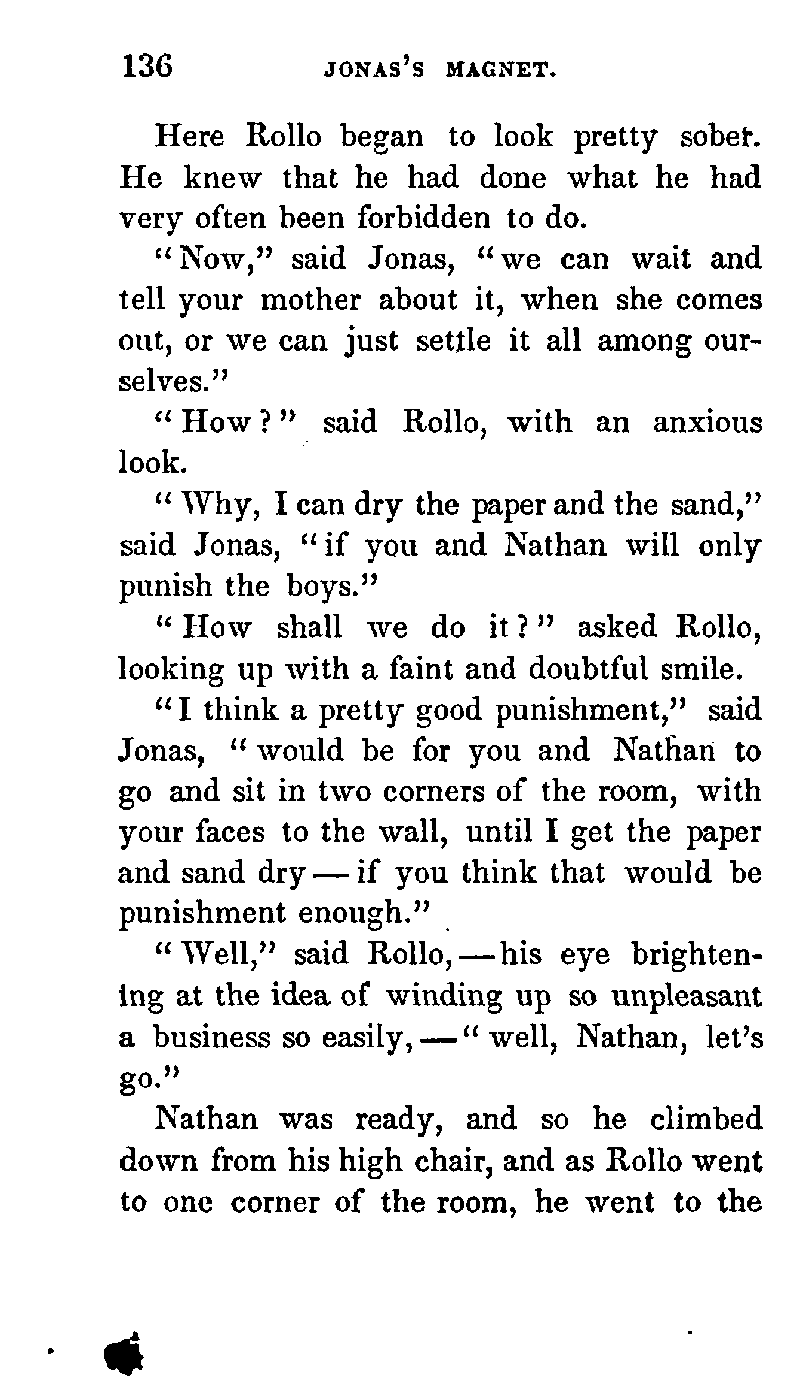 136 JONAS'S MAGNET.
Here Rollo began to look pretty sober.
He knew that he had done what he had
very often been forbidden to do.
“Now,” said Jonas, “we can wait and
tell your mother about it, when she comes
out, or we can just settle it all among our-
selves.”
“How?” said Rollo, with an anxious
look.
“Why, I can dry the paper and the sand,”
said Jonas, “if you and Nathan will only
punish the boys.”
“How shall we do it?” asked Rollo,
looking up with a faint and doubtful smile.
“I think a pretty good punishment,” said
Jonas, “would be for you and Nathan to
go and sit in two corners of the room, with
your faces to the wall, until I get the paper
and sand dry — if you think that would be
punishment enough.”
“Well,” said Rollo, — his eye brighten-
ing at the idea of winding up so unpleasant
a business so easily, — “well, Nathan, let's
go.”
Nathan was ready, and so he climbed
down from his high chair, and as Rollo went
to one corner of the room, he went to the